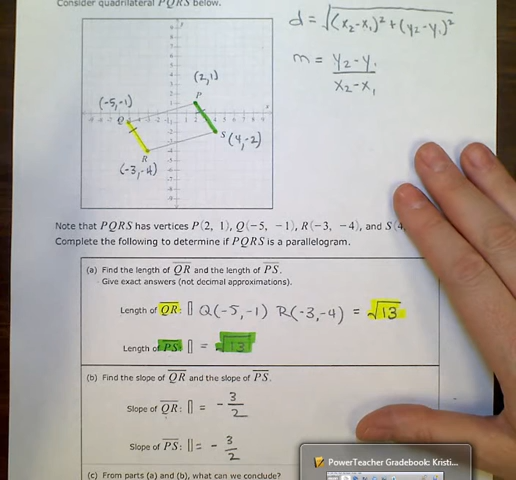 Consider quadrilateral PQRS below.
d = √(x₂-x₁)² + (y₂-y₁)²
m = y₂-y₁
x₂-x₁
(2,1)
P
(-5,-1)
Q
S (4,-2)
R
(-3,-4)
Note that PQRS has vertices P(2, 1), Q(-5, -1), R(-3, -4), and S(4,
Complete the following to determine if PQRS is a parallelogram.
(a) Find the length of QR and the length of PS.
Give exact answers (not decimal approximations).
Length of QR: Q(-5,-1) R(-3,-4) = √13
Length of PS: = √13
(b) Find the slope of QR and the slope of PS.
Slope of QR: = - 3/2
Slope of PS: = - 3/2
(c) From parts (a) and (b), what can we conclude?
PowerTeacher Gradebook: Kristi...